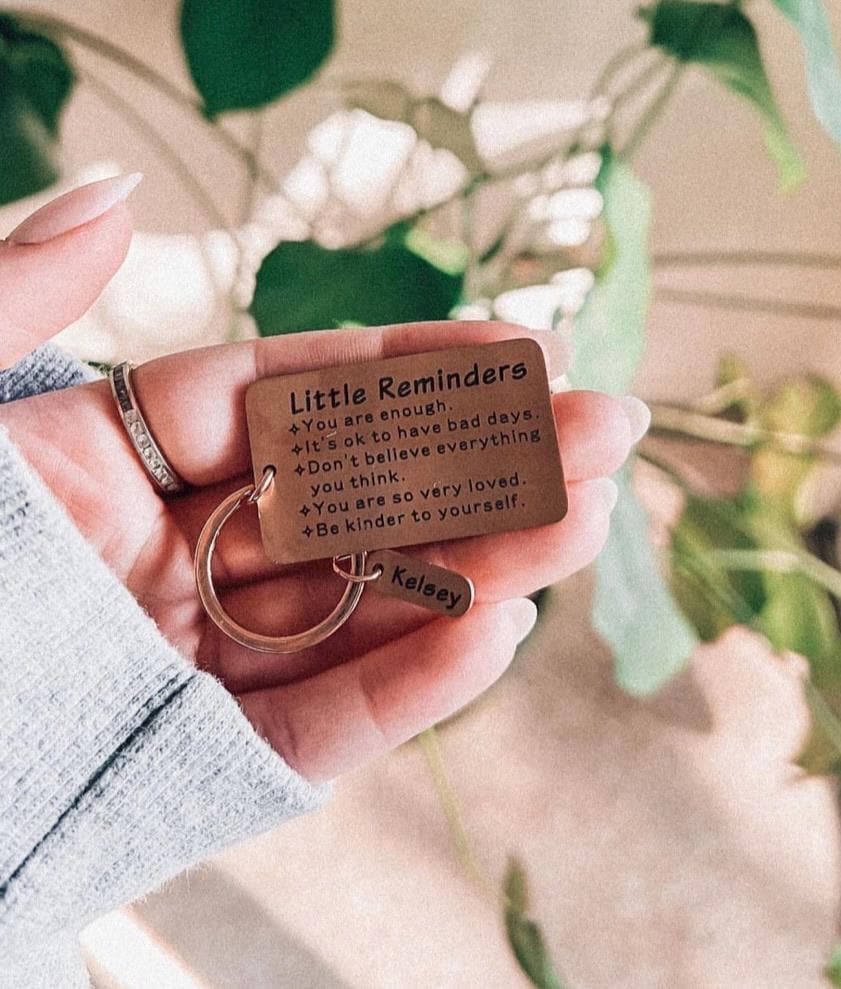 Little Reminders
✧You are enough.
✧It's ok to have bad days.
✧Don't believe everything
you think.
✧You are so very loved.
✧Be kinder to yourself.
Kelsey